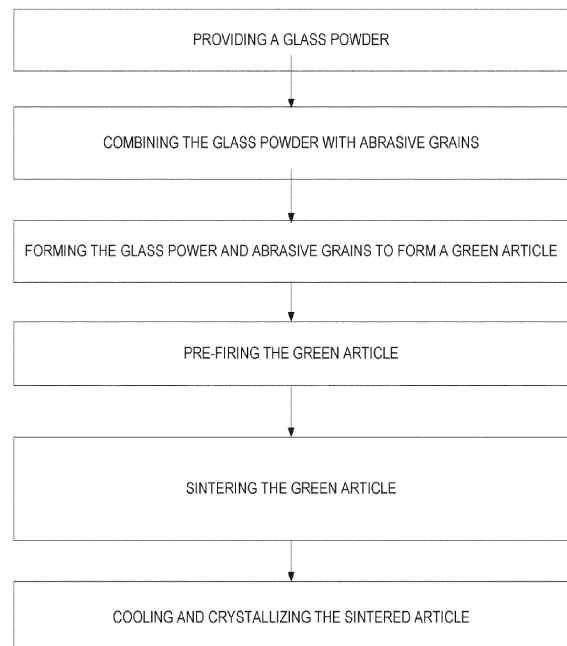 PROVIDING A GLASS POWDER
COMBINING THE GLASS POWDER WITH ABRASIVE GRAINS
FORMING THE GLASS POWER AND ABRASIVE GRAINS TO FORM A GREEN ARTICLE
PRE-FIRING THE GREEN ARTICLE
SINTERING THE GREEN ARTICLE
COOLING AND CRYSTALLIZING THE SINTERED ARTICLE